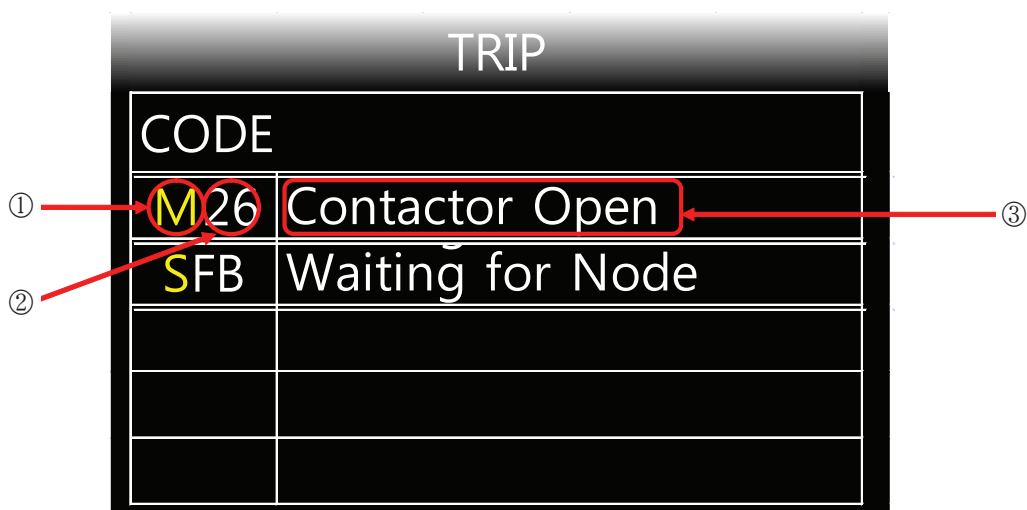 TRIP
CODE
① M26 Contactor Open ③
② SFB Waiting for Node